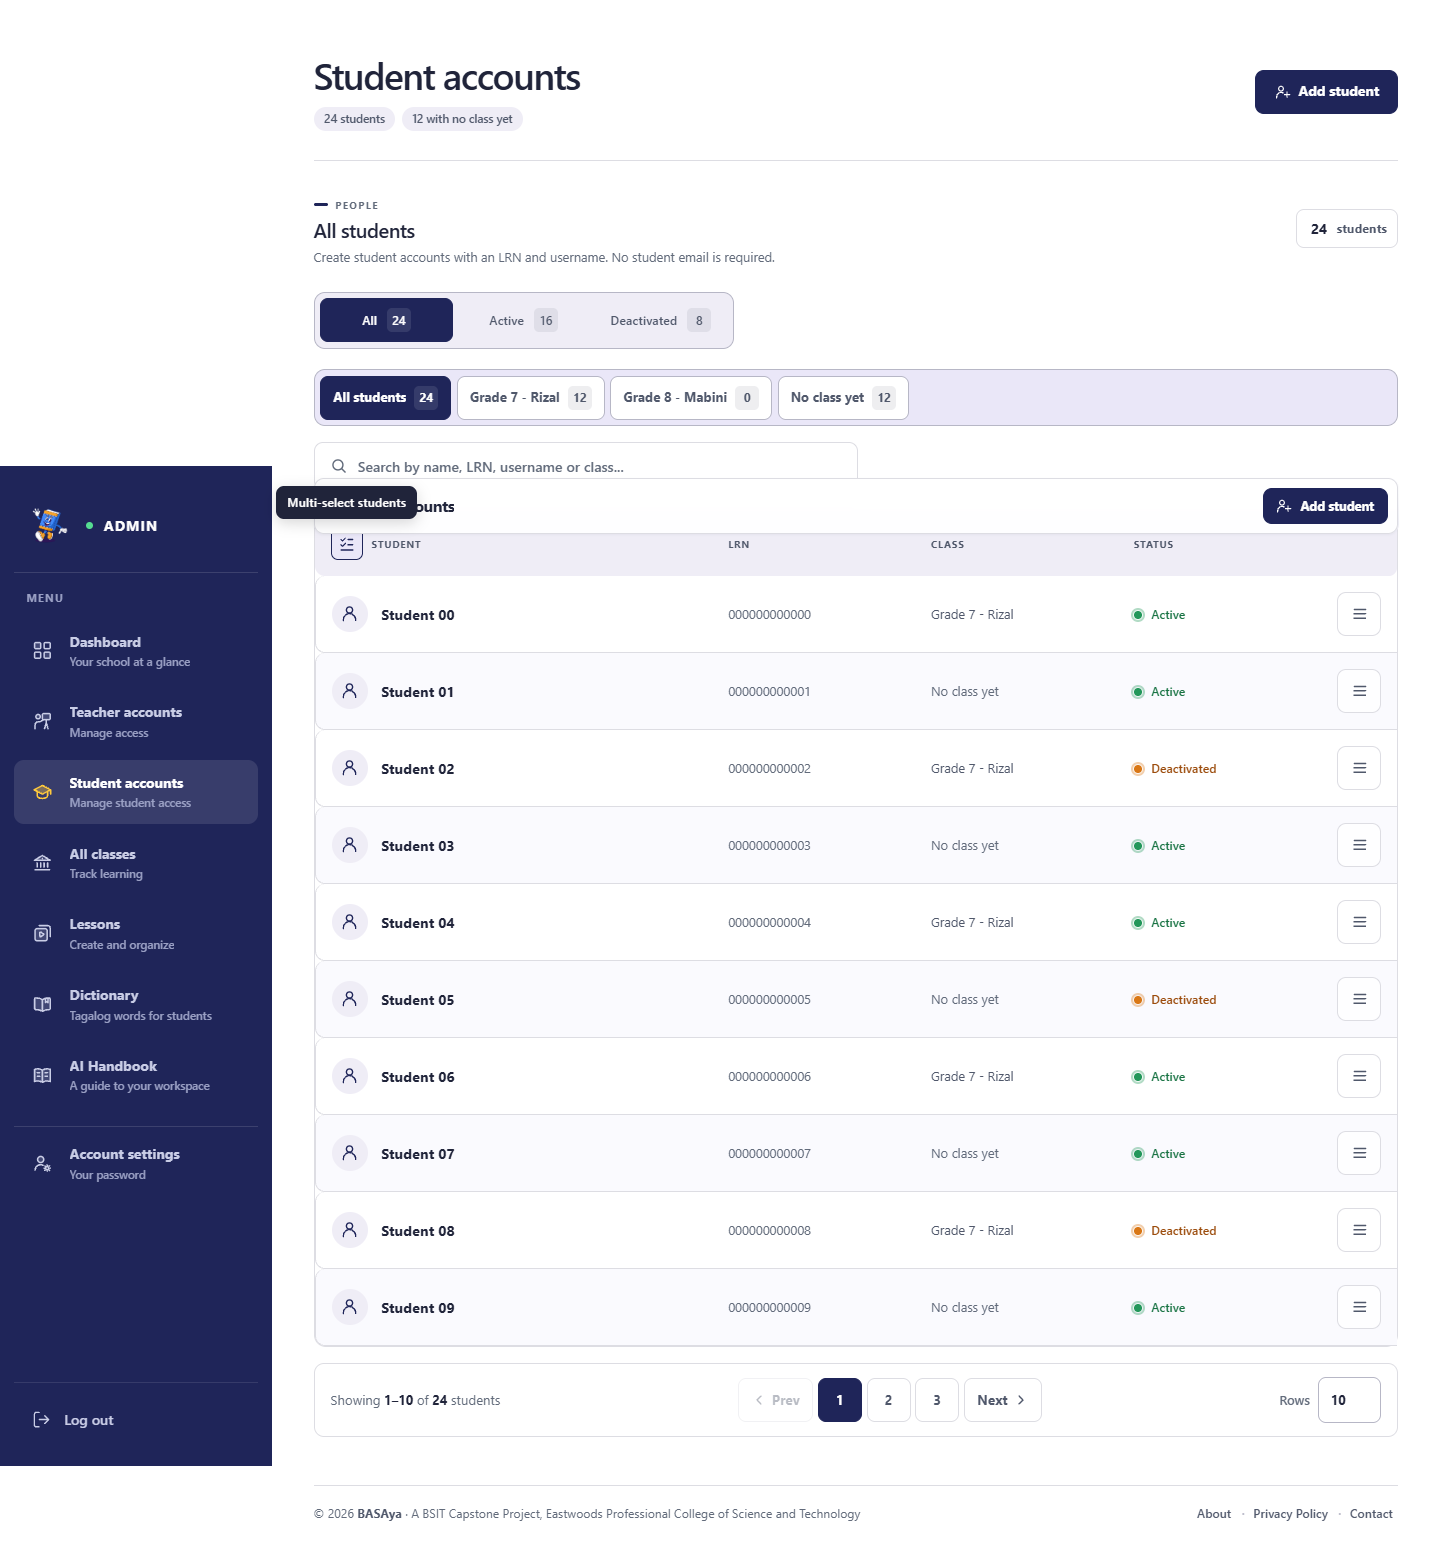 Student accounts
24 students
12 with no class yet
Add student
PEOPLE
All students
Create student accounts with an LRN and username. No student email is required.
24 students
All 24
Active 16
Deactivated 8
All students 24
Grade 7 - Rizal 12
Grade 8 - Mabini 0
No class yet 12
Search by name, LRN, username or class...
Multi-select students
ounts
Add student
STUDENT LRN CLASS STATUS
Student 00 000000000000 Grade 7 - Rizal Active
Student 01 000000000001 No class yet Active
Student 02 000000000002 Grade 7 - Rizal Deactivated
Student 03 000000000003 No class yet Active
Student 04 000000000004 Grade 7 - Rizal Active
Student 05 000000000005 No class yet Deactivated
Student 06 000000000006 Grade 7 - Rizal Active
Student 07 000000000007 No class yet Active
Student 08 000000000008 Grade 7 - Rizal Deactivated
Student 09 000000000009 No class yet Active
Showing 1–10 of 24 students
Prev 1 2 3 Next
Rows 10
ADMIN
MENU
Dashboard
Your school at a glance
Teacher accounts
Manage access
Student accounts
Manage student access
All classes
Track learning
Lessons
Create and organize
Dictionary
Tagalog words for students
AI Handbook
A guide to your workspace
Account settings
Your password
Log out
© 2026 BASAya · A BSIT Capstone Project, Eastwoods Professional College of Science and Technology
About · Privacy Policy · Contact